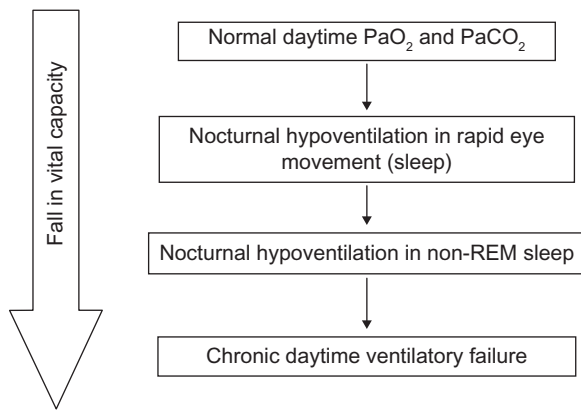 Fall in vital capacity
Normal daytime PaO₂ and PaCO₂
Nocturnal hypoventilation in rapid eye
movement (sleep)
Nocturnal hypoventilation in non-REM sleep
Chronic daytime ventilatory failure